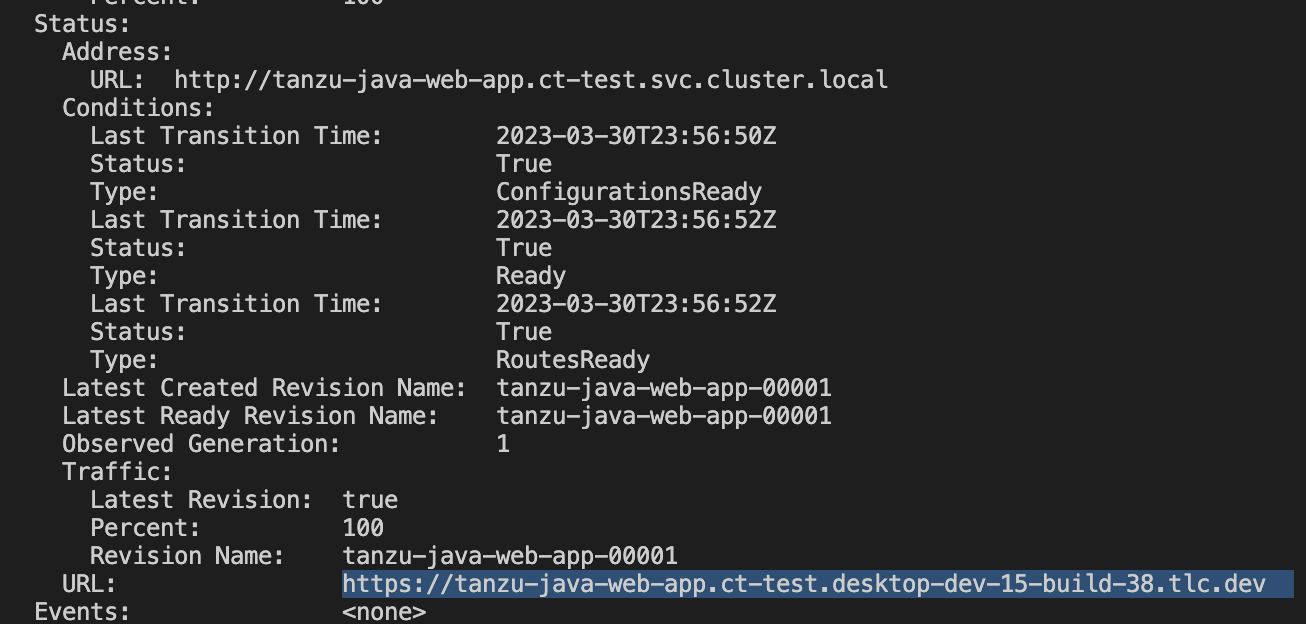 Percent: 100
Status:
Address:
URL: http://tanzu-java-web-app.ct-test.svc.cluster.local
Conditions:
Last Transition Time: 2023-03-30T23:56:50Z
Status: True
Type: ConfigurationsReady
Last Transition Time: 2023-03-30T23:56:52Z
Status: True
Type: Ready
Last Transition Time: 2023-03-30T23:56:52Z
Status: True
Type: RoutesReady
Latest Created Revision Name: tanzu-java-web-app-00001
Latest Ready Revision Name: tanzu-java-web-app-00001
Observed Generation: 1
Traffic:
Latest Revision: true
Percent: 100
Revision Name: tanzu-java-web-app-00001
URL: https://tanzu-java-web-app.ct-test.desktop-dev-15-build-38.tlc.dev
Events: <none>